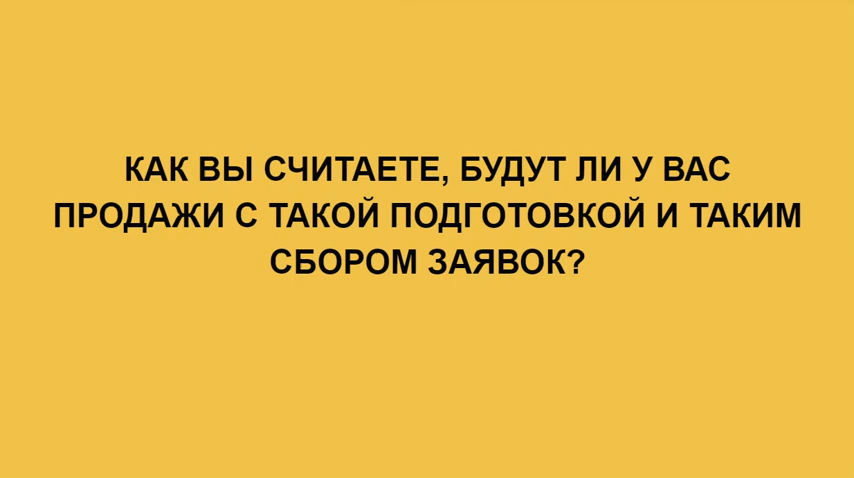 КАК ВЫ СЧИТАЕТЕ, БУДУТ ЛИ У ВАС
ПРОДАЖИ С ТАКОЙ ПОДГОТОВКОЙ И ТАКИМ
СБОРОМ ЗАЯВОК?